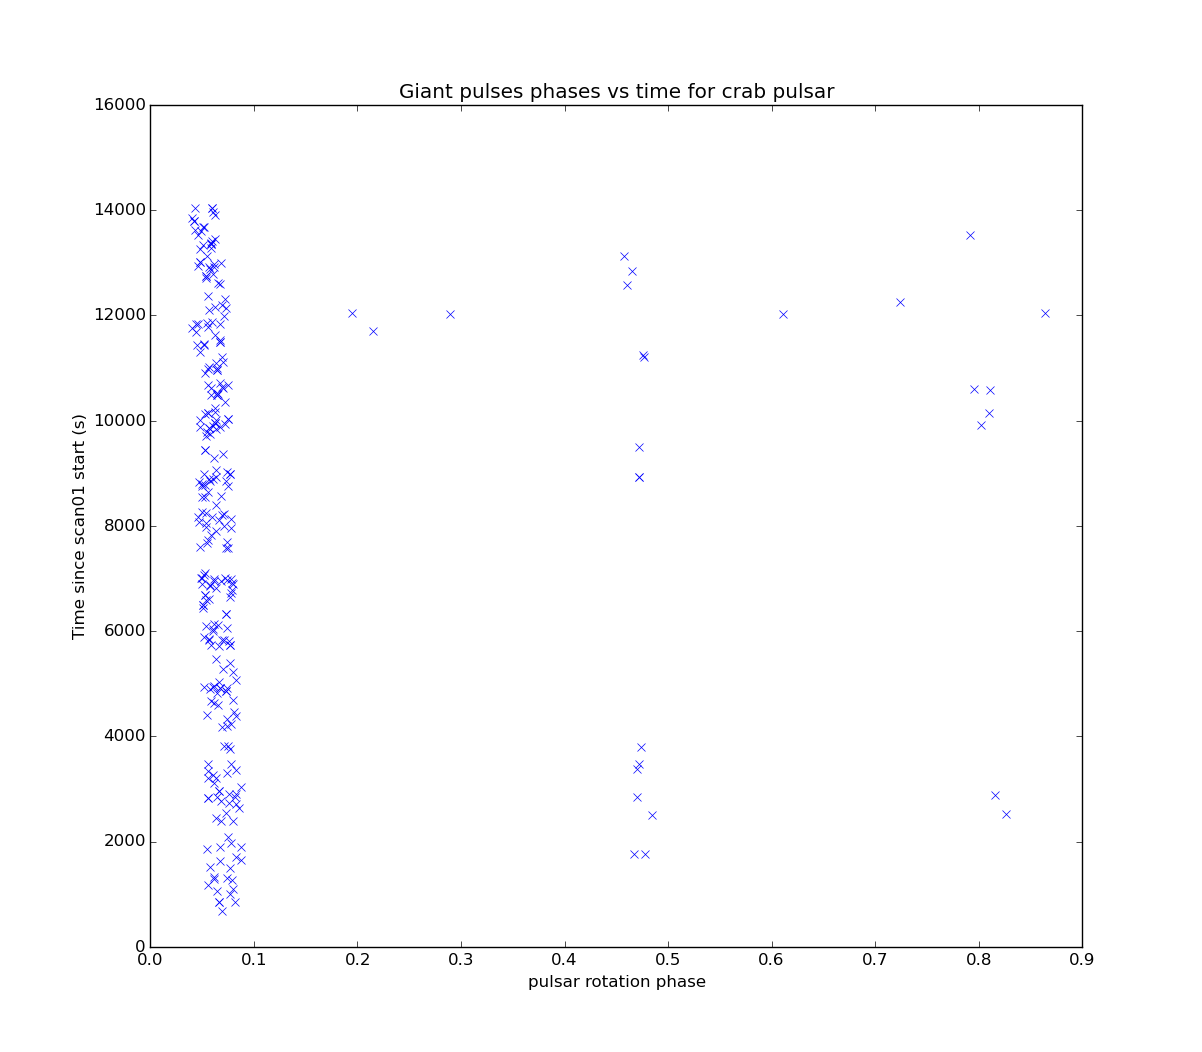 Giant pulses phases vs time for crab pulsar
16000
14000
12000
10000
8000
6000
4000
2000
0
Time since scan01 start (s)
0.0 0.1 0.2 0.3 0.4 0.5 0.6 0.7 0.8 0.9
pulsar rotation phase